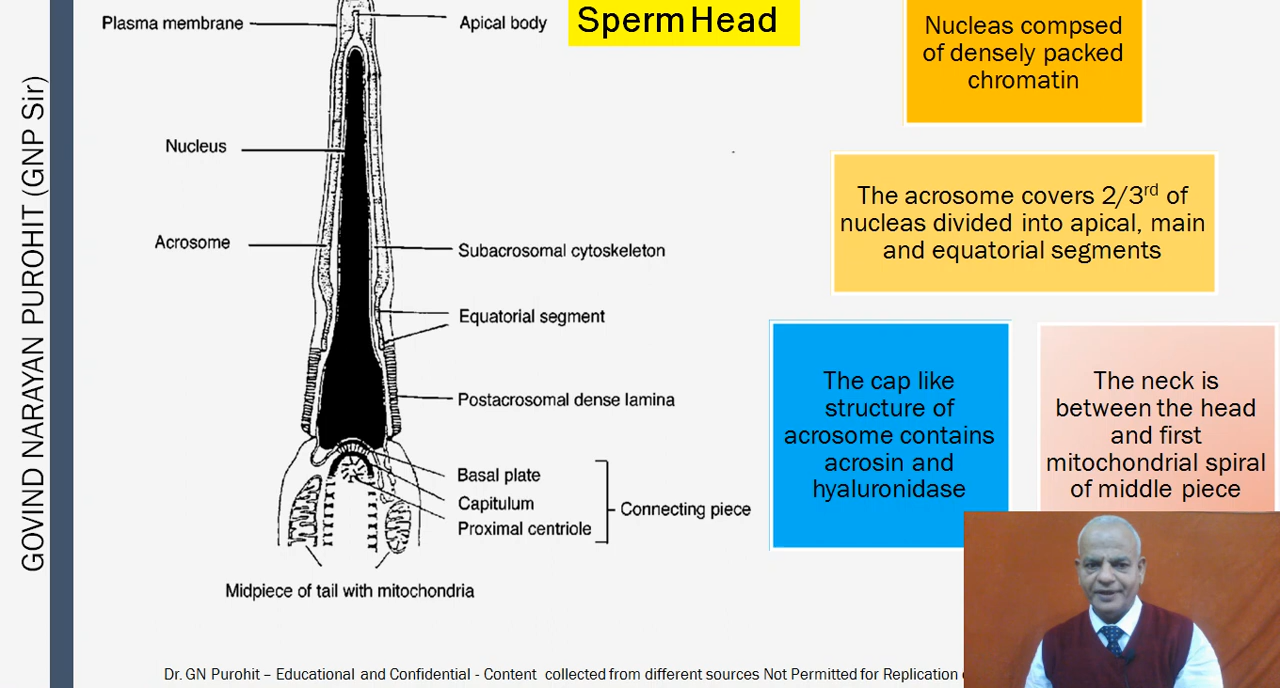 GOVIND NARAYAN PUROHIT (GNP Sir)
Sperm Head
Plasma membrane
Apical body
Nucleus
Acrosome
Subacrosomal cytoskeleton
Equatorial segment
Postacrosomal dense lamina
Basal plate
Capitulum
Proximal centriole
Connecting piece
Midpiece of tail with mitochondria
Nucleas compsed
of densely packed
chromatin
The acrosome covers 2/3rd of
nucleas divided into apical, main
and equatorial segments
The cap like
structure of
acrosome contains
acrosin and
hyaluronidase
The neck is
between the head
and first
mitochondrial spiral
of middle piece
Dr. GN Purohit – Educational and Confidential - Content collected from different sources Not Permitted for Replication